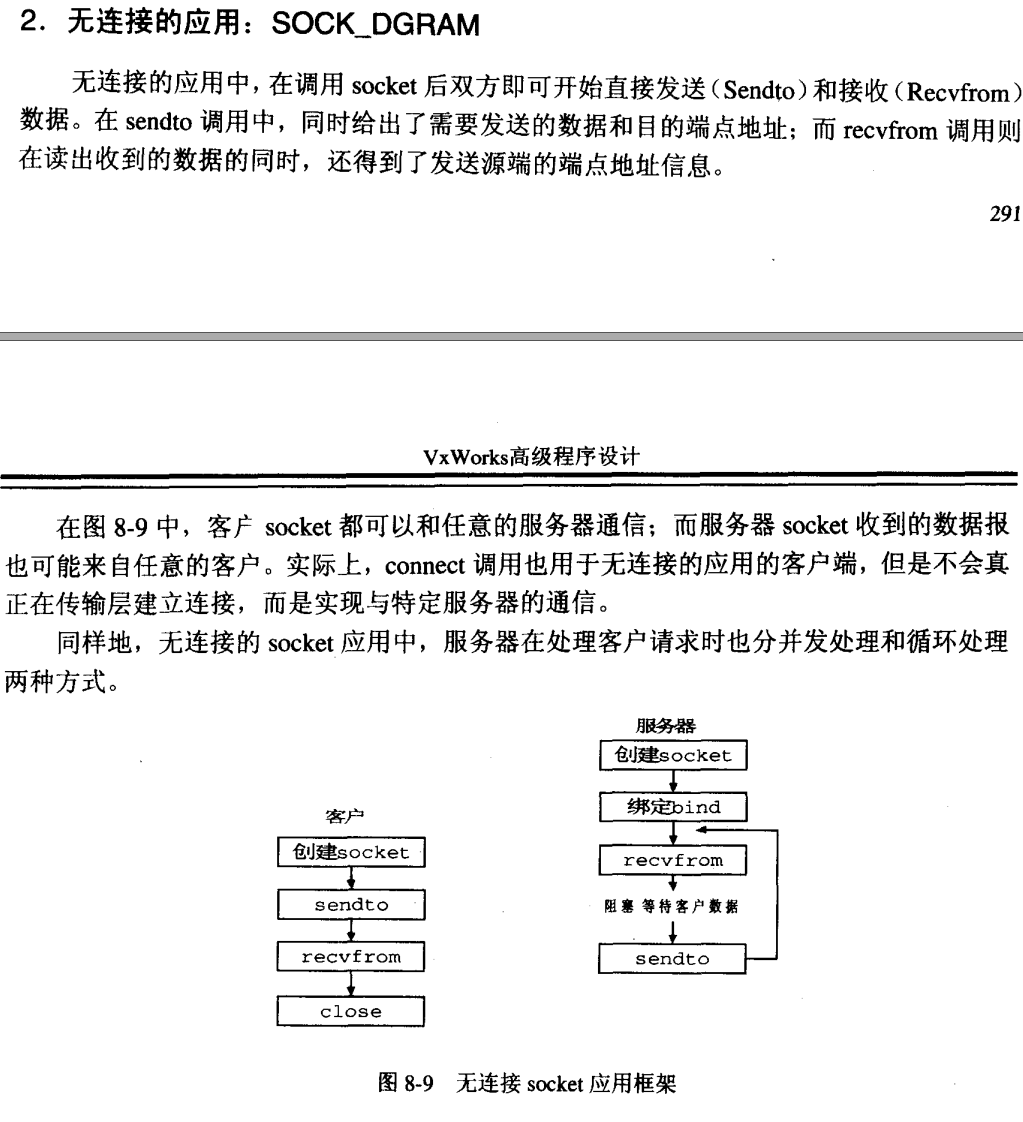 2. 无连接的应用：SOCK_DGRAM
无连接的应用中，在调用 socket 后双方即可开始直接发送（Sendto）和接收（Recvfrom）
数据。在 sendto 调用中，同时给出了需要发送的数据和目的端点地址；而 recvfrom 调用则
在读出收到的数据的同时，还得到了发送源端的端点地址信息。
291
VxWorks高级程序设计
在图 8-9 中，客户 socket 都可以和任意的服务器通信；而服务器 socket 收到的数据报
也可能来自任意的客户。实际上，connect 调用也用于无连接的应用的客户端，但是不会真
正在传输层建立连接，而是实现与特定服务器的通信。
同样地，无连接的 socket 应用中，服务器在处理客户请求时也分并发处理和循环处理
两种方式。
客户
创建socket
sendto
recvfrom
close
服务器
创建socket
绑定bind
recvfrom
阻塞 等待客户数据
sendto
图 8-9 无连接 socket 应用框架